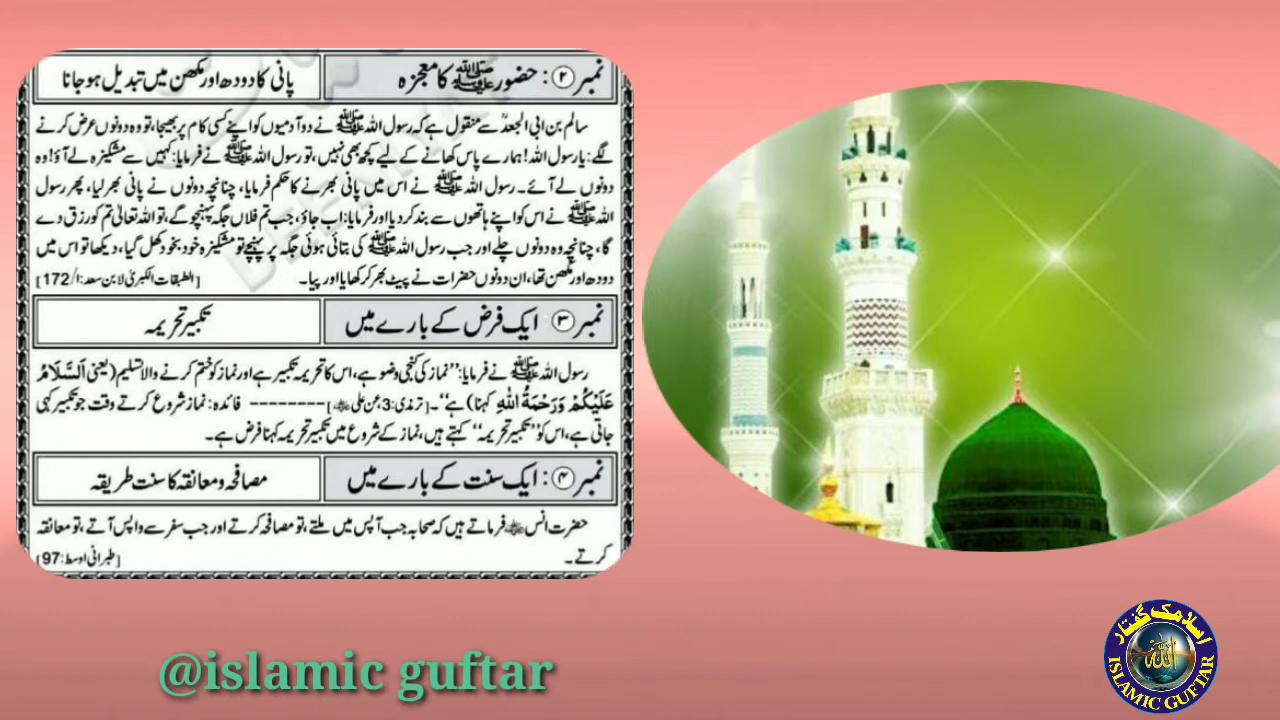 نمبر ۲: حضور ﷺ کا معجزہ
پانی کا دودھ اور مکھن میں تبدیل ہو جانا
سالم بن ابی الجعدؒ سے منقول ہے کہ رسول اللہ ﷺ نے دو آدمیوں کو اپنے کسی کام پر بھیجا، تو وہ دونوں عرض کرنے
لگے: یا رسول اللہ! ہمارے پاس کھانے کے لیے کچھ بھی نہیں، تو رسول اللہ ﷺ نے فرمایا: کہیں سے مشکیزہ لے آؤ! وہ
دونوں لے آئے۔ رسول اللہ ﷺ نے اس میں پانی بھرنے کا حکم فرمایا، چنانچہ دونوں نے پانی بھر لیا، پھر رسول
اللہ ﷺ نے اس کو اپنے ہاتھوں سے بند کر دیا اور فرمایا: اب جاؤ، جب تم فلاں جگہ پہنچو گے، تو اللہ تعالیٰ تم کو رزق دے
گا، چنانچہ وہ دونوں چلے اور جب رسول اللہ ﷺ کی بتائی ہوئی جگہ پر پہنچے تو مشکیزہ خود بخود کھل گیا، دیکھا تو اس میں
دودھ اور مکھن تھا، ان دونوں حضرات نے پیٹ بھر کر کھایا اور پیا۔ [الطبقات الکبریٰ لابن سعد: ۱/172]
نمبر ۳ ایک فرض کے بارے میں
تکبیر تحریمہ
رسول اللہ ﷺ نے فرمایا: ”نماز کی کنجی وضو ہے، اس کا تحریمہ تکبیر ہے اور نماز کو ختم کرنے والا تسلیم (یعنی اَلسَّلَامُ
عَلَیْکُمْ وَرَحْمَةُ اللّٰهِ کہنا) ہے“۔ [ترمذی: 3 عن علی ؓ] -------- فائدہ: نماز شروع کرتے وقت جو تکبیر کہی
جاتی ہے، اس کو ”تکبیر تحریمہ“ کہتے ہیں، نماز کے شروع میں تکبیر تحریمہ کہنا فرض ہے۔
نمبر ۴: ایک سنت کے بارے میں
مصافحہ و معانقہ کا سنت طریقہ
حضرت انس ؓ فرماتے ہیں کہ صحابہ جب آپس میں ملتے، تو مصافحہ کرتے اور جب سفر سے واپس آتے، تو معانقہ
کرتے۔ [طبرانی اوسط: 97]
@islamic guftar
اسلامک گفتار
الله
ISLAMIC GUFTAR